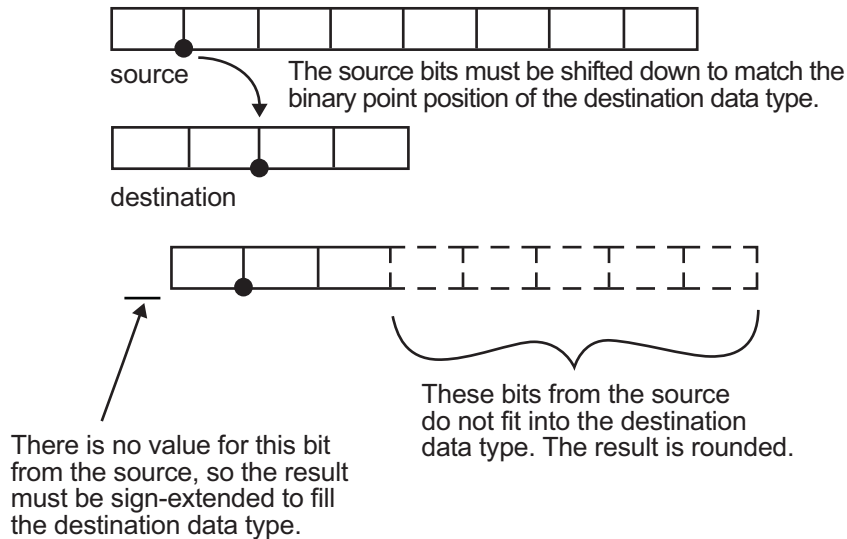 source
The source bits must be shifted down to match the
binary point position of the destination data type.
destination
These bits from the source
do not fit into the destination
data type. The result is rounded.
There is no value for this bit
from the source, so the result
must be sign-extended to fill
the destination data type.